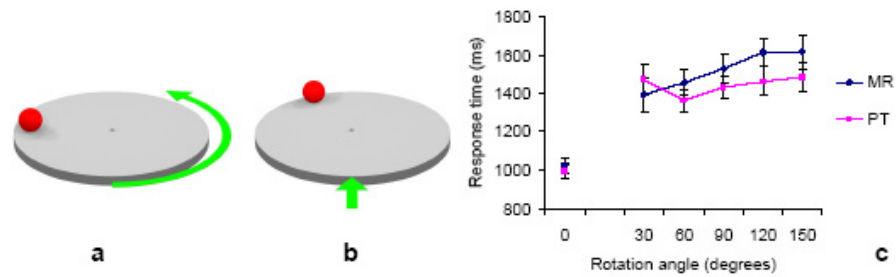 a
b
Response time (ms)
1800
1600
1400
1200
1000
800
0
30
60
90
120
150
Rotation angle (degrees)
MR
PT
c